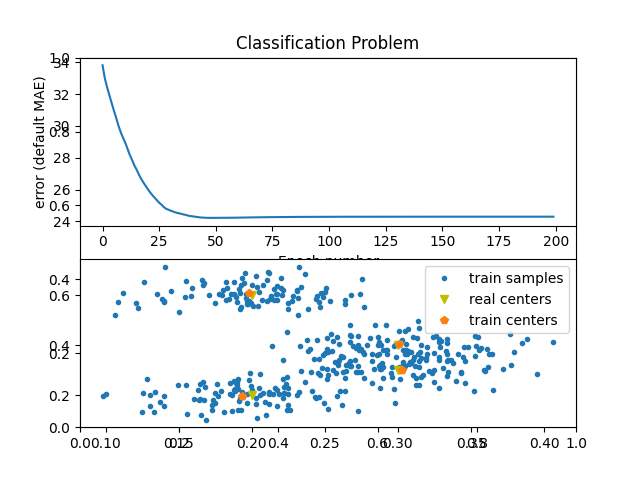 Classification Problem
error (default MAE)
1.0
34
32
30
0.8
28
26
0.6
24
0 25 50 75 100 125 150 175 200
Epoch number
train samples
real centers
train centers
0.4
0.6
0.4
0.2
0.2
0.0
0.0 0.10 0.2 0.15 0.20 0.4 0.25 0.6 0.30 0.8 0.35 0.40 1.0